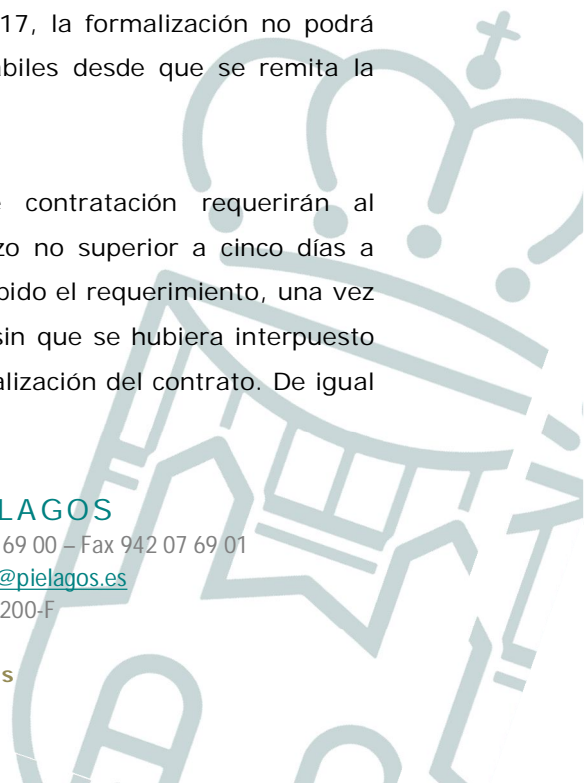 17, la formalización no podrá
biles desde que se remita la
contratación requerirán al
zo no superior a cinco días a
bido el requerimiento, una vez
sin que se hubiera interpuesto
alización del contrato. De igual
LAGOS
69 00 – Fax 942 07 69 01
@pielagos.es
200-F
s